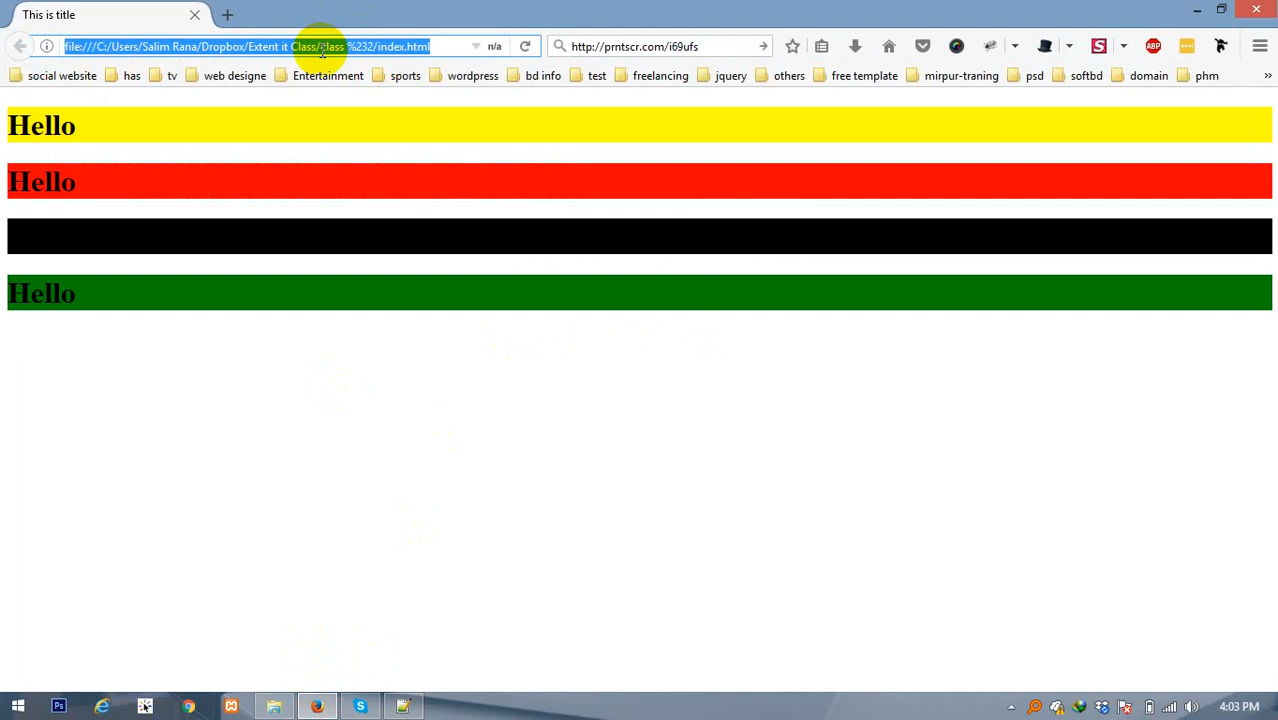 This is title
file:///C:/Users/Salim Rana/Dropbox/Extent it Class/class %232/index.html
n/a
http://prntscr.com/i69ufs
ABP
social website has tv web designe Entertainment sports wordpress bd info test freelancing jquery others free template mirpur-traning psd softbd domain phm »
Hello
Hello
Hello
4:03 PM